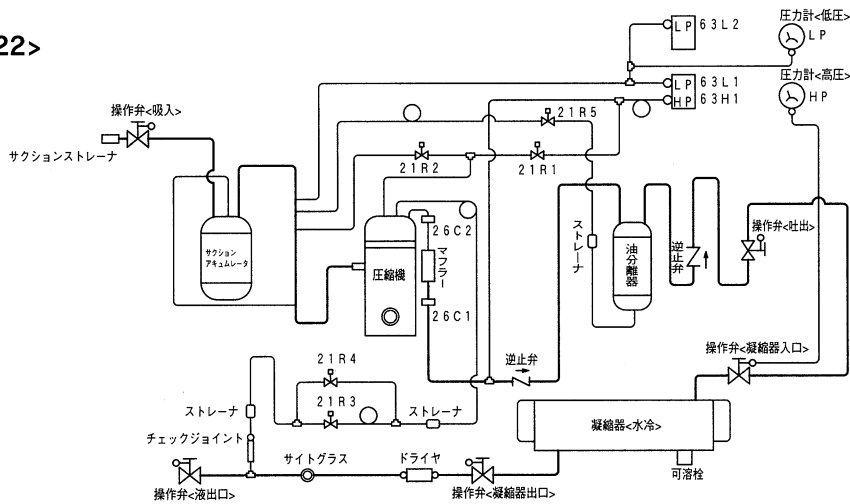 22>
圧力計<低圧>
LP
63L2
LP
圧力計<高圧>
HP
LP
63L1
HP
63H1
21R5
操作弁<吸入>
サクションストレーナ
21R2
21R1
サクション
アキュムレータ
26C2
マフラー
圧縮機
26C1
ストレーナ
油分離器
逆止弁
操作弁<吐出>
逆止弁
操作弁<凝縮器入口>
21R4
21R3
ストレーナ
ストレーナ
チェックジョイント
凝縮器<水冷>
サイトグラス
ドライヤ
可溶栓
操作弁<液出口>
操作弁<凝縮器出口>